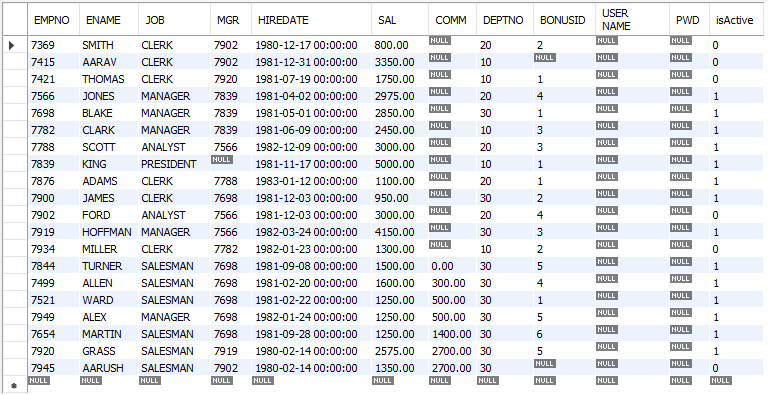 EMPNO ENAME JOB MGR HIREDATE SAL COMM DEPTNO BONUSID USER NAME PWD isActive
7369 SMITH CLERK 7902 1980-12-17 00:00:00 800.00 NULL 20 2 NULL NULL 0
7415 AARAV CLERK 7902 1981-12-31 00:00:00 3350.00 NULL 10 NULL NULL NULL 0
7421 THOMAS CLERK 7920 1981-07-19 00:00:00 1750.00 NULL 10 1 NULL NULL 0
7566 JONES MANAGER 7839 1981-04-02 00:00:00 2975.00 NULL 20 4 NULL NULL 1
7698 BLAKE MANAGER 7839 1981-05-01 00:00:00 2850.00 NULL 30 1 NULL NULL 1
7782 CLARK MANAGER 7839 1981-06-09 00:00:00 2450.00 NULL 10 3 NULL NULL 1
7788 SCOTT ANALYST 7566 1982-12-09 00:00:00 3000.00 NULL 20 3 NULL NULL 1
7839 KING PRESIDENT NULL 1981-11-17 00:00:00 5000.00 NULL 10 1 NULL NULL 1
7876 ADAMS CLERK 7788 1983-01-12 00:00:00 1100.00 NULL 20 1 NULL NULL 1
7900 JAMES CLERK 7698 1981-12-03 00:00:00 950.00 NULL 30 2 NULL NULL 1
7902 FORD ANALYST 7566 1981-12-03 00:00:00 3000.00 NULL 20 4 NULL NULL 0
7919 HOFFMAN MANAGER 7566 1982-03-24 00:00:00 4150.00 NULL 30 3 NULL NULL 1
7934 MILLER CLERK 7782 1982-01-23 00:00:00 1300.00 NULL 10 2 NULL NULL 0
7844 TURNER SALESMAN 7698 1981-09-08 00:00:00 1500.00 0.00 30 5 NULL NULL 1
7499 ALLEN SALESMAN 7698 1981-02-20 00:00:00 1600.00 300.00 30 4 NULL NULL 1
7521 WARD SALESMAN 7698 1981-02-22 00:00:00 1250.00 500.00 30 1 NULL NULL 1
7949 ALEX MANAGER 7698 1982-01-24 00:00:00 1250.00 500.00 30 5 NULL NULL 1
7654 MARTIN SALESMAN 7698 1981-09-28 00:00:00 1250.00 1400.00 30 6 NULL NULL 1
7920 GRASS SALESMAN 7919 1980-02-14 00:00:00 2575.00 2700.00 30 5 NULL NULL 1
7945 AARUSH SALESMAN 7902 1980-02-14 00:00:00 1350.00 2700.00 30 NULL NULL NULL 0
NULL NULL NULL NULL NULL NULL NULL NULL NULL NULL NULL NULL